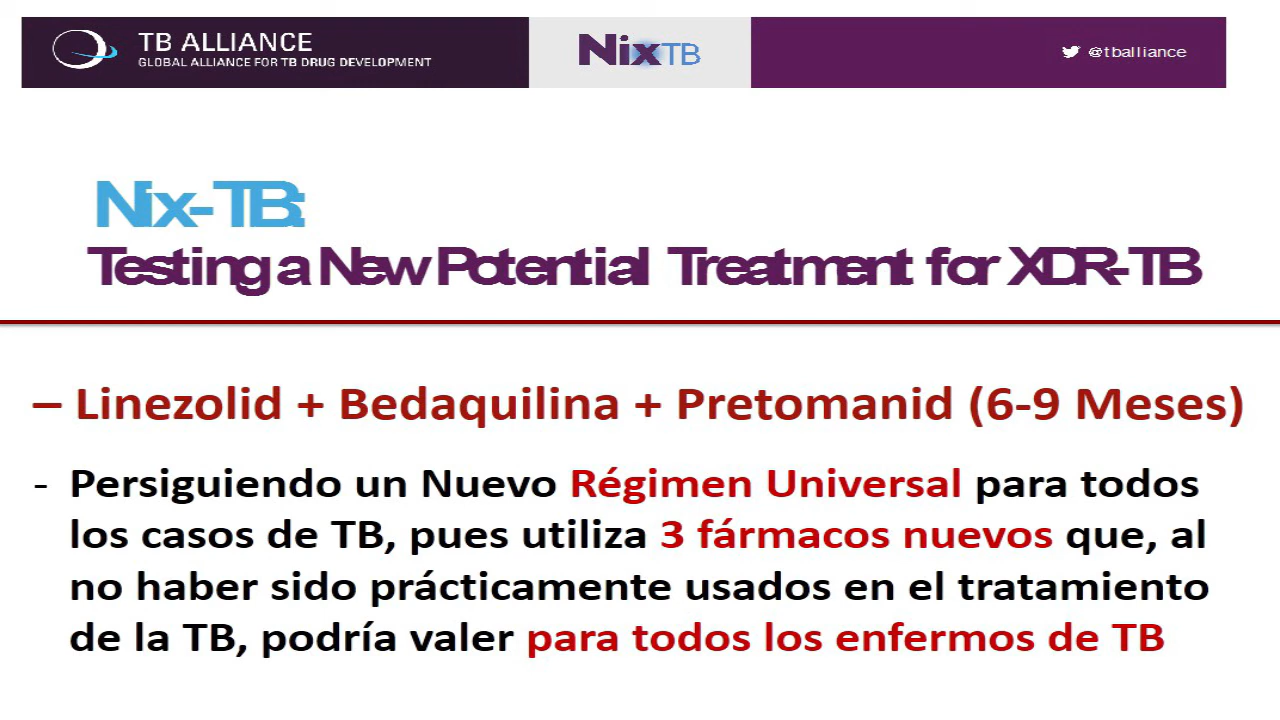 TB ALLIANCE
GLOBAL ALLIANCE FOR TB DRUG DEVELOPMENT
NixTB
@tballiance
Nix-TB:
Testing a New Potential Treatment for XDR-TB
– Linezolid + Bedaquilina + Pretomanid (6-9 Meses)
- Persiguiendo un Nuevo Régimen Universal para todos
los casos de TB, pues utiliza 3 fármacos nuevos que, al
no haber sido prácticamente usados en el tratamiento
de la TB, podría valer para todos los enfermos de TB